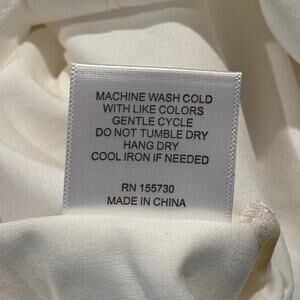 MACHINE WASH COLD
WITH LIKE COLORS
GENTLE CYCLE
DO NOT TUMBLE DRY
HANG DRY
COOL IRON IF NEEDED
RN 155730
MADE IN CHINA